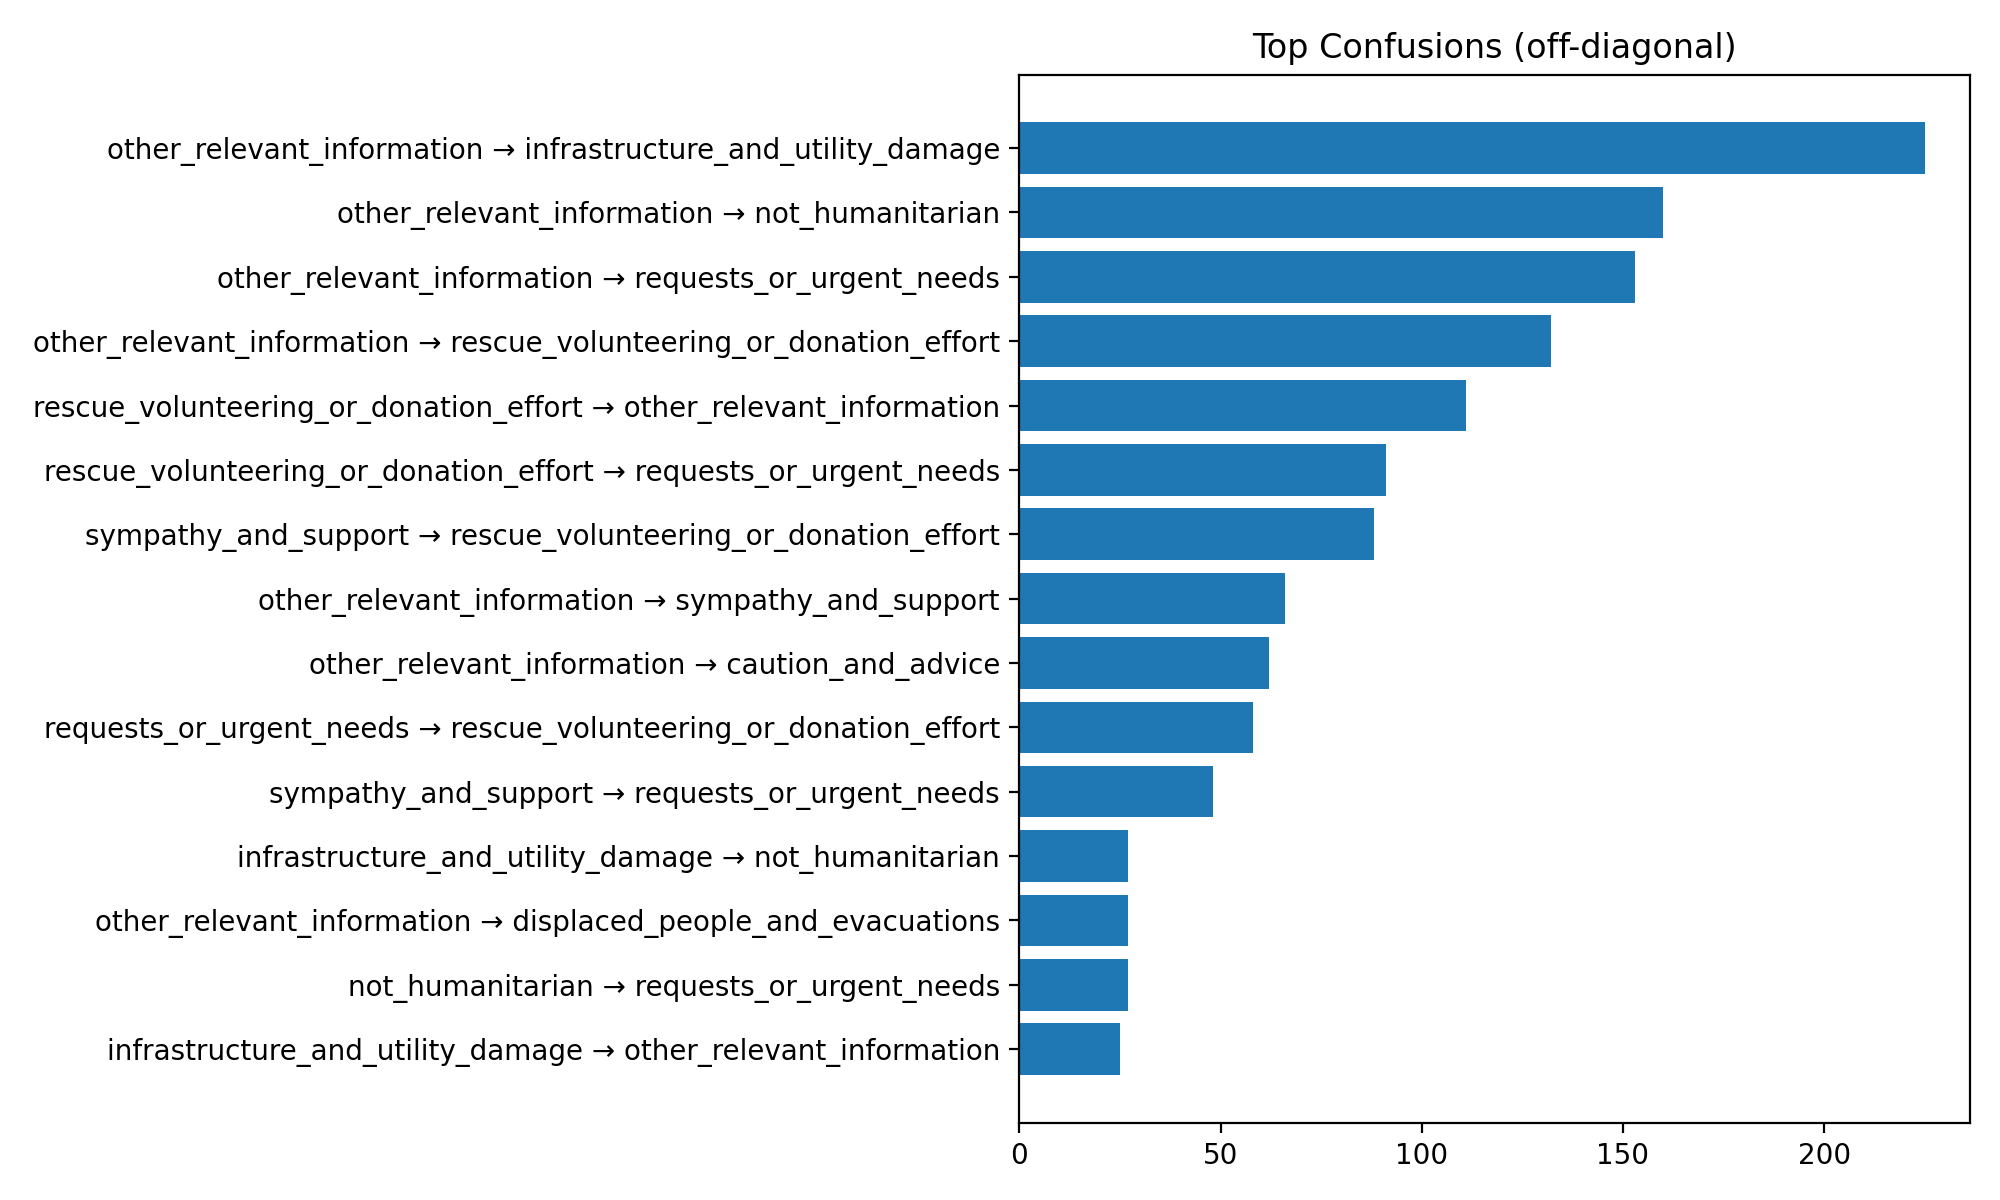 Top Confusions (off-diagonal)
other_relevant_information → infrastructure_and_utility_damage
other_relevant_information → not_humanitarian
other_relevant_information → requests_or_urgent_needs
other_relevant_information → rescue_volunteering_or_donation_effort
rescue_volunteering_or_donation_effort → other_relevant_information
rescue_volunteering_or_donation_effort → requests_or_urgent_needs
sympathy_and_support → rescue_volunteering_or_donation_effort
other_relevant_information → sympathy_and_support
other_relevant_information → caution_and_advice
requests_or_urgent_needs → rescue_volunteering_or_donation_effort
sympathy_and_support → requests_or_urgent_needs
infrastructure_and_utility_damage → not_humanitarian
other_relevant_information → displaced_people_and_evacuations
not_humanitarian → requests_or_urgent_needs
infrastructure_and_utility_damage → other_relevant_information
0 50 100 150 200